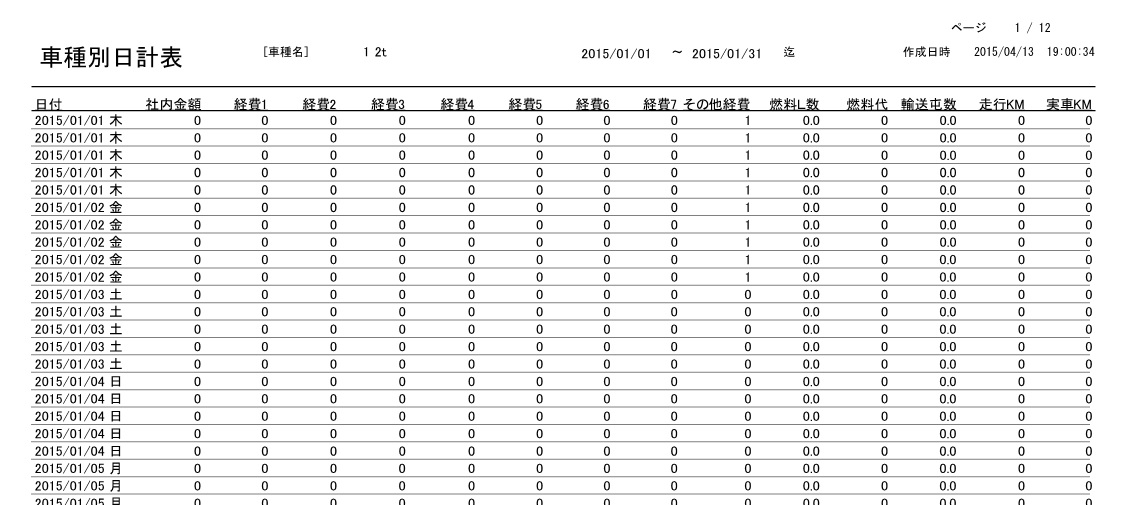 ページ 1 / 12
車種別日計表 [車種名] 1 2t 2015/01/01 ～ 2015/01/31 迄 作成日時 2015/04/13 19:00:34
日付 社内金額 経費1 経費2 経費3 経費4 経費5 経費6 経費7 その他経費 燃料L数 燃料代 輸送屯数 走行KM 実車KM
2015/01/01 木 0 0 0 0 0 0 0 0 1 0.0 0 0.0 0 0
2015/01/01 木 0 0 0 0 0 0 0 0 1 0.0 0 0.0 0 0
2015/01/01 木 0 0 0 0 0 0 0 0 1 0.0 0 0.0 0 0
2015/01/01 木 0 0 0 0 0 0 0 0 1 0.0 0 0.0 0 0
2015/01/01 木 0 0 0 0 0 0 0 0 1 0.0 0 0.0 0 0
2015/01/02 金 0 0 0 0 0 0 0 0 1 0.0 0 0.0 0 0
2015/01/02 金 0 0 0 0 0 0 0 0 1 0.0 0 0.0 0 0
2015/01/02 金 0 0 0 0 0 0 0 0 1 0.0 0 0.0 0 0
2015/01/02 金 0 0 0 0 0 0 0 0 1 0.0 0 0.0 0 0
2015/01/02 金 0 0 0 0 0 0 0 0 1 0.0 0 0.0 0 0
2015/01/03 土 0 0 0 0 0 0 0 0 0 0.0 0 0.0 0 0
2015/01/03 土 0 0 0 0 0 0 0 0 0 0.0 0 0.0 0 0
2015/01/03 土 0 0 0 0 0 0 0 0 0 0.0 0 0.0 0 0
2015/01/03 土 0 0 0 0 0 0 0 0 0 0.0 0 0.0 0 0
2015/01/03 土 0 0 0 0 0 0 0 0 0 0.0 0 0.0 0 0
2015/01/04 日 0 0 0 0 0 0 0 0 0 0.0 0 0.0 0 0
2015/01/04 日 0 0 0 0 0 0 0 0 0 0.0 0 0.0 0 0
2015/01/04 日 0 0 0 0 0 0 0 0 0 0.0 0 0.0 0 0
2015/01/04 日 0 0 0 0 0 0 0 0 0 0.0 0 0.0 0 0
2015/01/04 日 0 0 0 0 0 0 0 0 0 0.0 0 0.0 0 0
2015/01/05 月 0 0 0 0 0 0 0 0 0 0.0 0 0.0 0 0
2015/01/05 月 0 0 0 0 0 0 0 0 0 0.0 0 0.0 0 0
2015/01/05 月 0 0 0 0 0 0 0 0 0 0.0 0 0.0 0 0